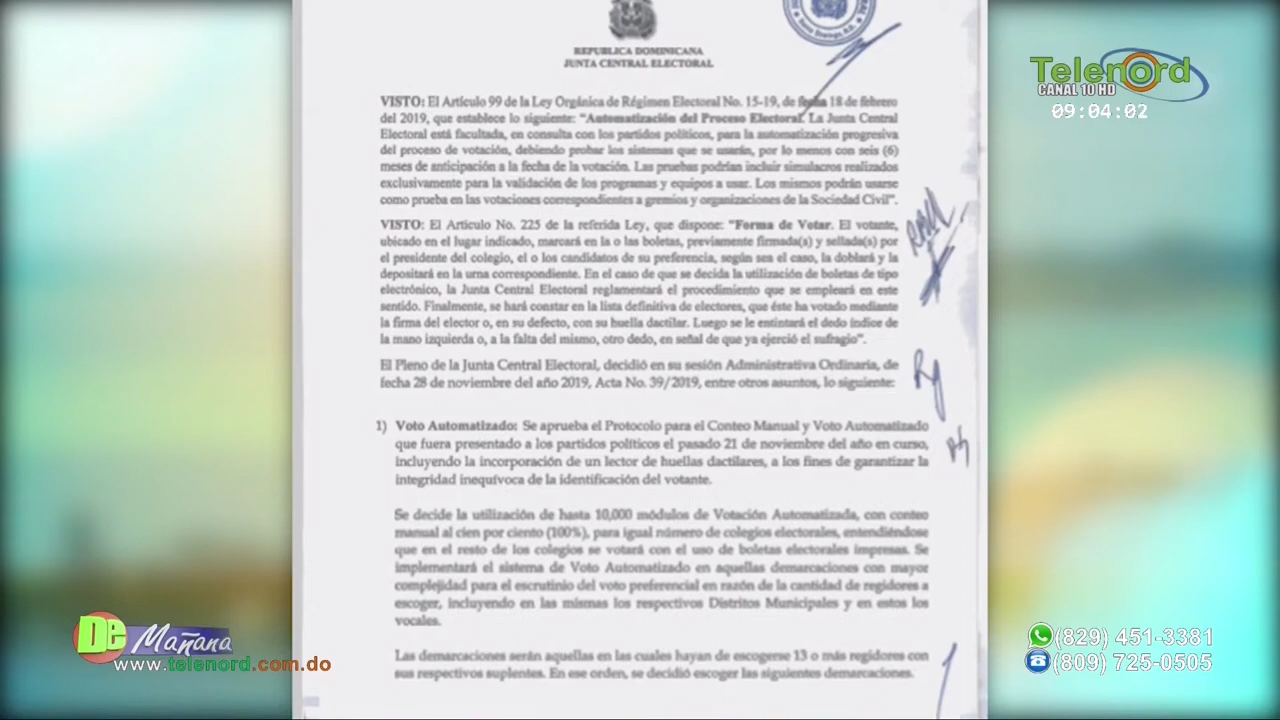 REPUBLICA DOMINICANA
JUNTA CENTRAL ELECTORAL
VISTO: El Artículo 99 de la Ley Orgánica de Régimen Electoral No. 15-19, de fecha 18 de febrero
del 2019, que establece lo siguiente: "Automatización del Proceso Electoral. La Junta Central
Electoral está facultada, en consulta con los partidos políticos, para la automatización progresiva
del proceso de votación, debiendo probar los sistemas que se usarán, por lo menos con seis (6)
meses de anticipación a la fecha de la votación. Las pruebas podrían incluir simulacros realizados
exclusivamente para la validación de los programas y equipos a usar. Los mismos podrán usarse
como prueba en las votaciones correspondientes a gremios y organizaciones de la Sociedad Civil".
VISTO: El Artículo No. 225 de la referida Ley, que dispone: "Forma de Votar. El votante,
ubicado en el lugar indicado, marcará en la o las boletas, previamente firmada(s) y sellada(s) por
el presidente del colegio, el o los candidatos de su preferencia, según sea el caso, la doblará y la
depositará en la urna correspondiente. En el caso de que se decida la utilización de boletas de tipo
electrónico, la Junta Central Electoral reglamentará el procedimiento que se empleará en este
sentido. Finalmente, se hará constar en la lista definitiva de electores, que éste ha votado mediante
la firma del elector o, en su defecto, con su huella dactilar. Luego se le entintará el dedo índice de
la mano izquierda o, a la falta del mismo, otro dedo, en señal de que ya ejerció el sufragio".
El Pleno de la Junta Central Electoral, decidió en su sesión Administrativa Ordinaria, de
fecha 28 de noviembre del año 2019, Acta No. 39/2019, entre otros asuntos, lo siguiente:
1) Voto Automatizado: Se aprueba el Protocolo para el Conteo Manual y Voto Automatizado
que fuera presentado a los partidos políticos el pasado 21 de noviembre del año en curso,
incluyendo la incorporación de un lector de huellas dactilares, a los fines de garantizar la
integridad inequívoca de la identificación del votante.
Se decide la utilización de hasta 10,000 módulos de Votación Automatizada, con conteo
manual al cien por ciento (100%), para igual número de colegios electorales, entendiéndose
que en el resto de los colegios se votará con el uso de boletas electorales impresas. Se
implementará el sistema de Voto Automatizado en aquellas demarcaciones con mayor
complejidad para el escrutinio del voto preferencial en razón de la cantidad de regidores a
escoger, incluyendo en las mismas los respectivos Distritos Municipales y en estos los
vocales.
Las demarcaciones serán aquellas en las cuales hayan de escogerse 13 o más regidores con
sus respectivos suplentes. En ese orden, se decidió escoger las siguientes demarcaciones.
Telenord
CANAL 10 HD
09:04:02
De Mañana
www.telenord.com.do
(829) 451-3381
(809) 725-0505